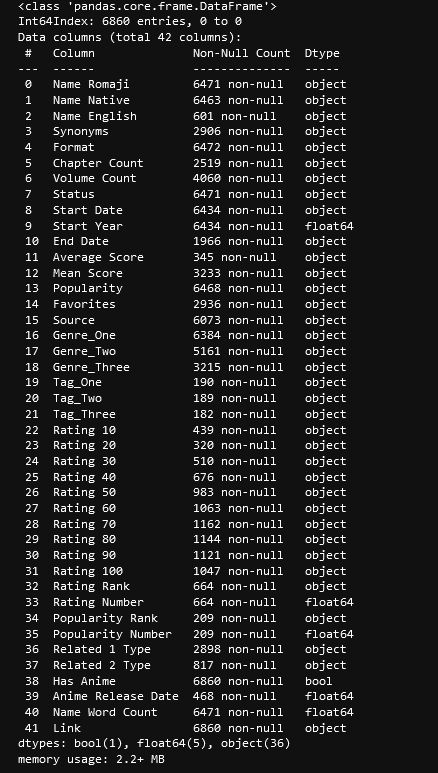 <class 'pandas.core.frame.DataFrame'>
Int64Index: 6860 entries, 0 to 0
Data columns (total 42 columns):
 #   Column              Non-Null Count  Dtype
---  ------              --------------  -----
 0   Name Romaji         6471 non-null   object
 1   Name Native         6463 non-null   object
 2   Name English        601 non-null    object
 3   Synonyms            2906 non-null   object
 4   Format              6472 non-null   object
 5   Chapter Count       2519 non-null   object
 6   Volume Count        4060 non-null   object
 7   Status              6471 non-null   object
 8   Start Date          6434 non-null   object
 9   Start Year          6434 non-null   float64
 10  End Date            1966 non-null   object
 11  Average Score       345 non-null    object
 12  Mean Score          3233 non-null   object
 13  Popularity          6468 non-null   object
 14  Favorites           2936 non-null   object
 15  Source              6073 non-null   object
 16  Genre_One           6384 non-null   object
 17  Genre_Two           5161 non-null   object
 18  Genre_Three         3215 non-null   object
 19  Tag_One             190 non-null    object
 20  Tag_Two             189 non-null    object
 21  Tag_Three           182 non-null    object
 22  Rating 10           439 non-null    object
 23  Rating 20           320 non-null    object
 24  Rating 30           510 non-null    object
 25  Rating 40           676 non-null    object
 26  Rating 50           983 non-null    object
 27  Rating 60           1063 non-null   object
 28  Rating 70           1162 non-null   object
 29  Rating 80           1144 non-null   object
 30  Rating 90           1121 non-null   object
 31  Rating 100          1047 non-null   object
 32  Rating Rank         664 non-null    object
 33  Rating Number       664 non-null    float64
 34  Popularity Rank     209 non-null    object
 35  Popularity Number   209 non-null    float64
 36  Related 1 Type      2898 non-null   object
 37  Related 2 Type      817 non-null    object
 38  Has Anime           6860 non-null   bool
 39  Anime Release Date  468 non-null    float64
 40  Name Word Count     6471 non-null   float64
 41  Link                6860 non-null   object
dtypes: bool(1), float64(5), object(36)
memory usage: 2.2+ MB